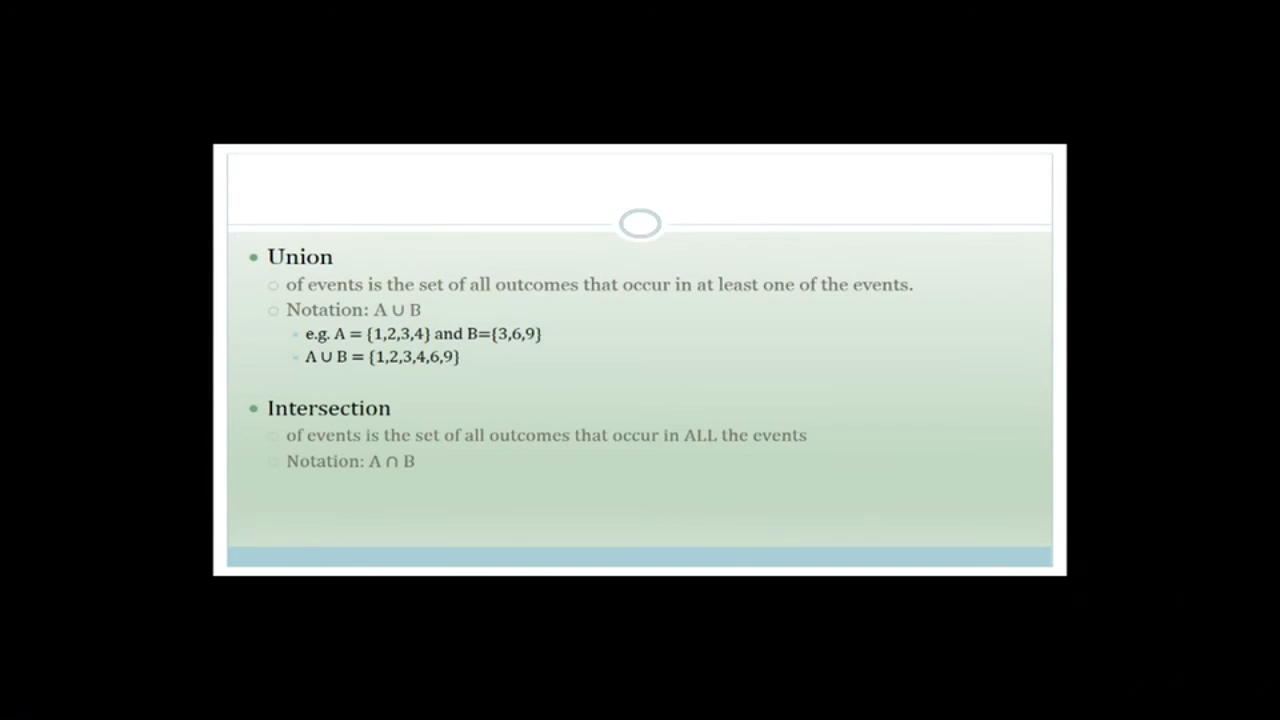 Union
of events is the set of all outcomes that occur in at least one of the events.
Notation: A ∪ B
e.g. A = {1,2,3,4} and B={3,6,9}
A ∪ B = {1,2,3,4,6,9}
Intersection
of events is the set of all outcomes that occur in ALL the events
Notation: A ∩ B